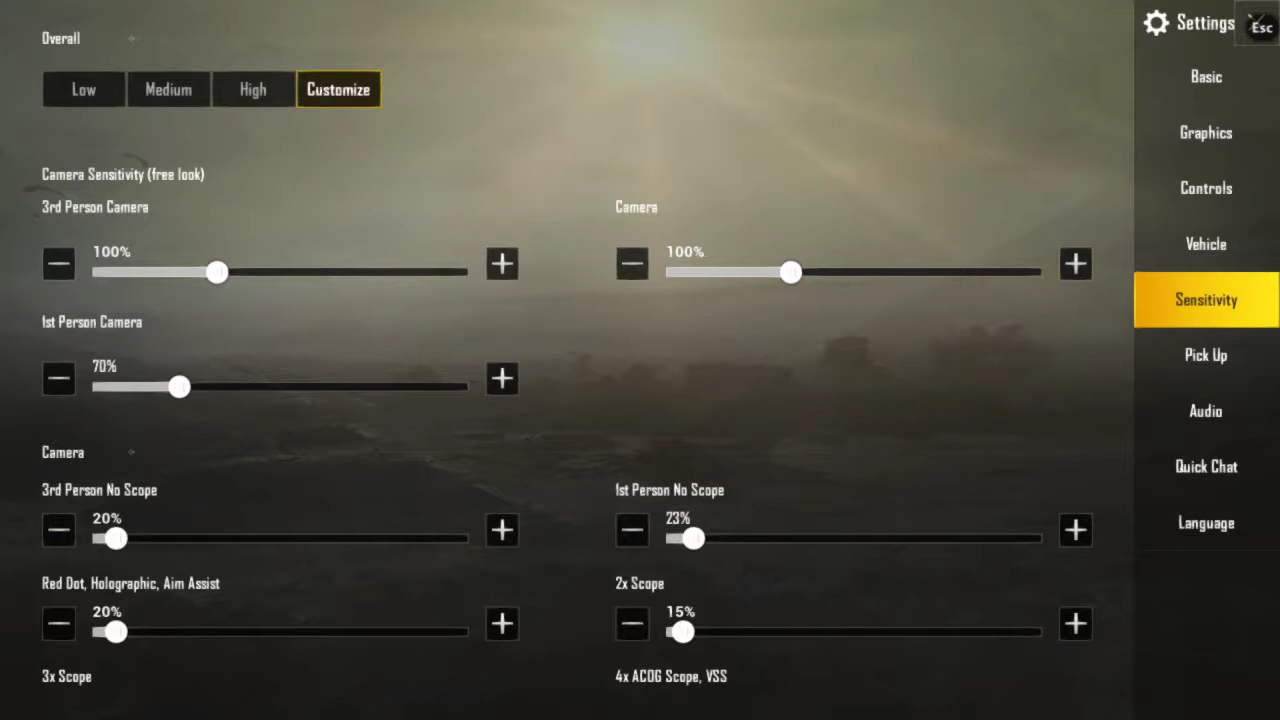 Overall
Low Medium High Customize
Camera Sensitivity (free look)
3rd Person Camera
100%
Camera
100%
1st Person Camera
70%
Camera
3rd Person No Scope
20%
1st Person No Scope
23%
Red Dot, Holographic, Aim Assist
20%
2x Scope
15%
3x Scope
4x ACOG Scope, VSS
Settings
Esc
Basic
Graphics
Controls
Vehicle
Sensitivity
Pick Up
Audio
Quick Chat
Language